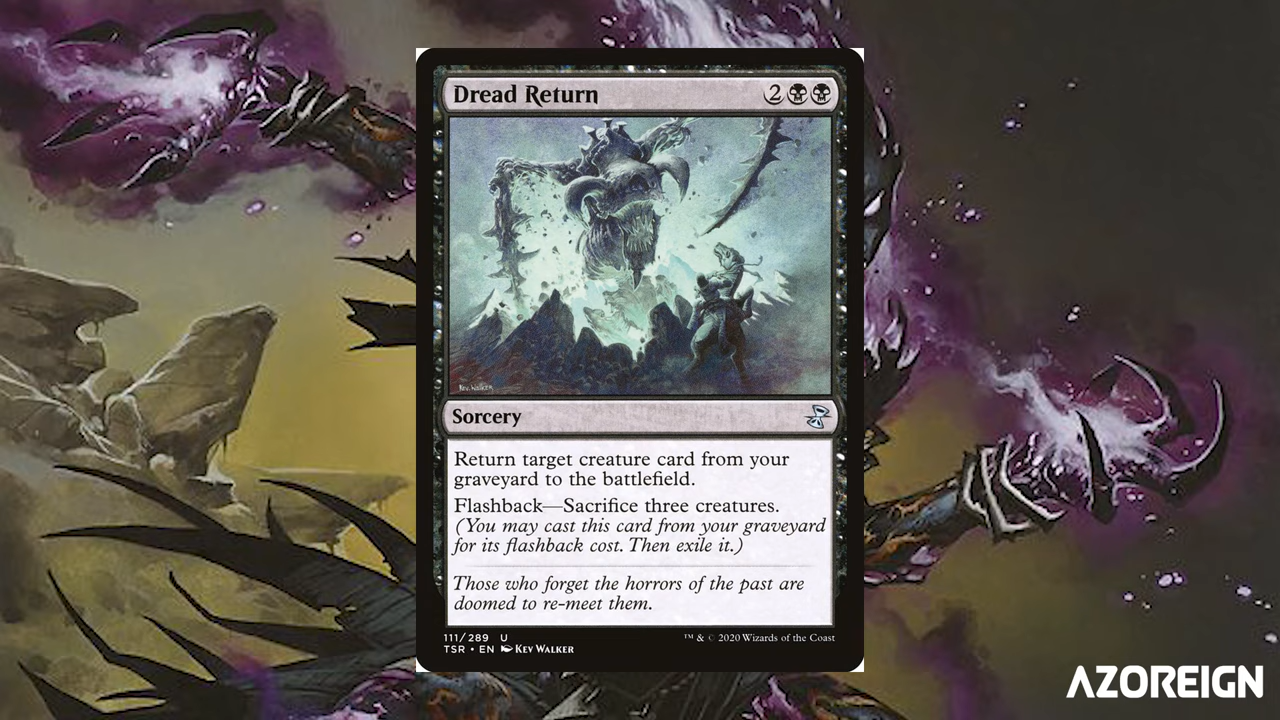 Dread Return 2
Kev. Walker
Sorcery
Return target creature card from your
graveyard to the battlefield.
Flashback—Sacrifice three creatures.
(You may cast this card from your graveyard
for its flashback cost. Then exile it.)
Those who forget the horrors of the past are
doomed to re-meet them.
111/289 U ™ & © 2020 Wizards of the Coast
TSR • EN Kev Walker
AZOREIGN